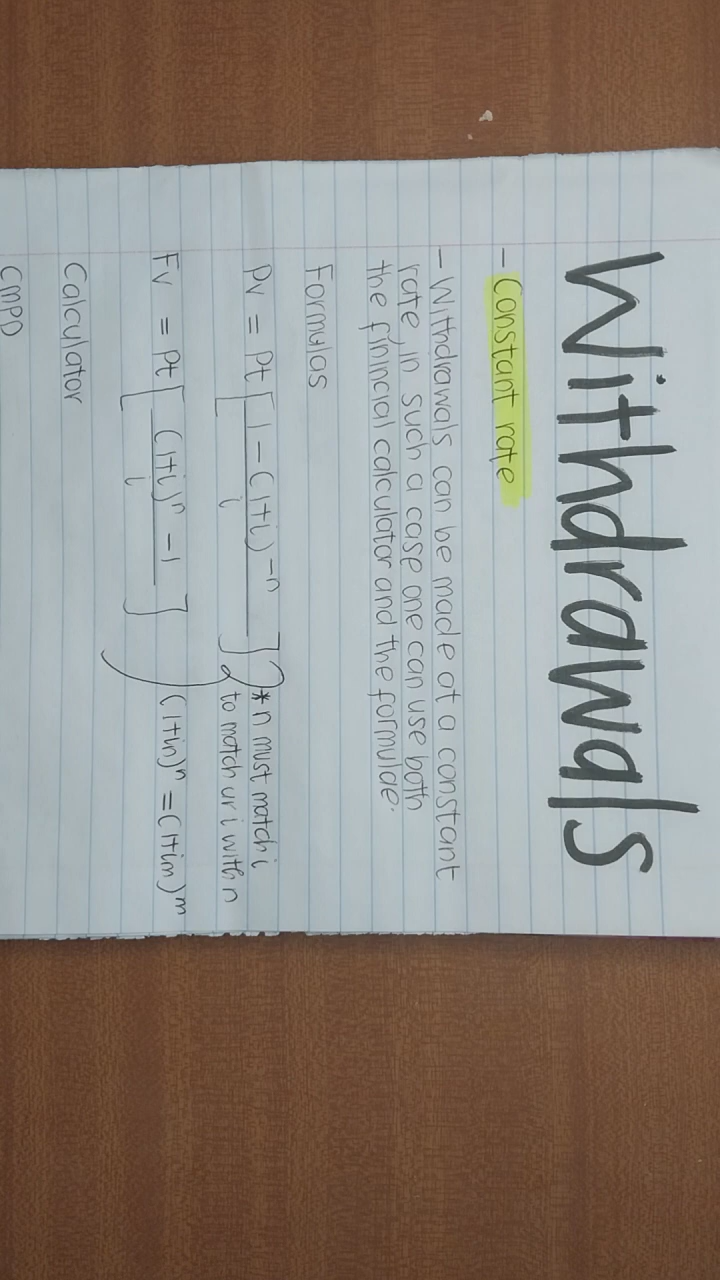 Withdrawals
- Constant rate
- Withdrawals can be made at a constant
rate, in such a case one can use both
the finincial calculator and the formulae.
Formulas
Pv = Pt [ 1 - (1+i)^-n / i ] * n must match i
to match ur i with n
Fv = Pt [ (1+i)^n - 1 / i ] (1+in)^n = (1+im)^m
Calculator
CMPD